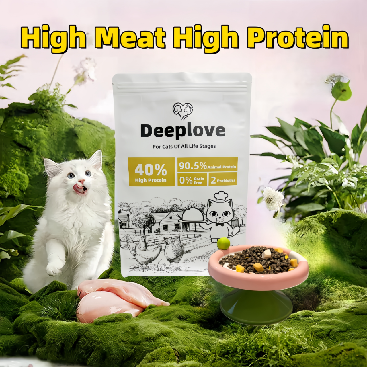 High Meat High Protein
Deeplove
For Cats Of All Life Stages
40%
High Protein
90.5%
0%
2